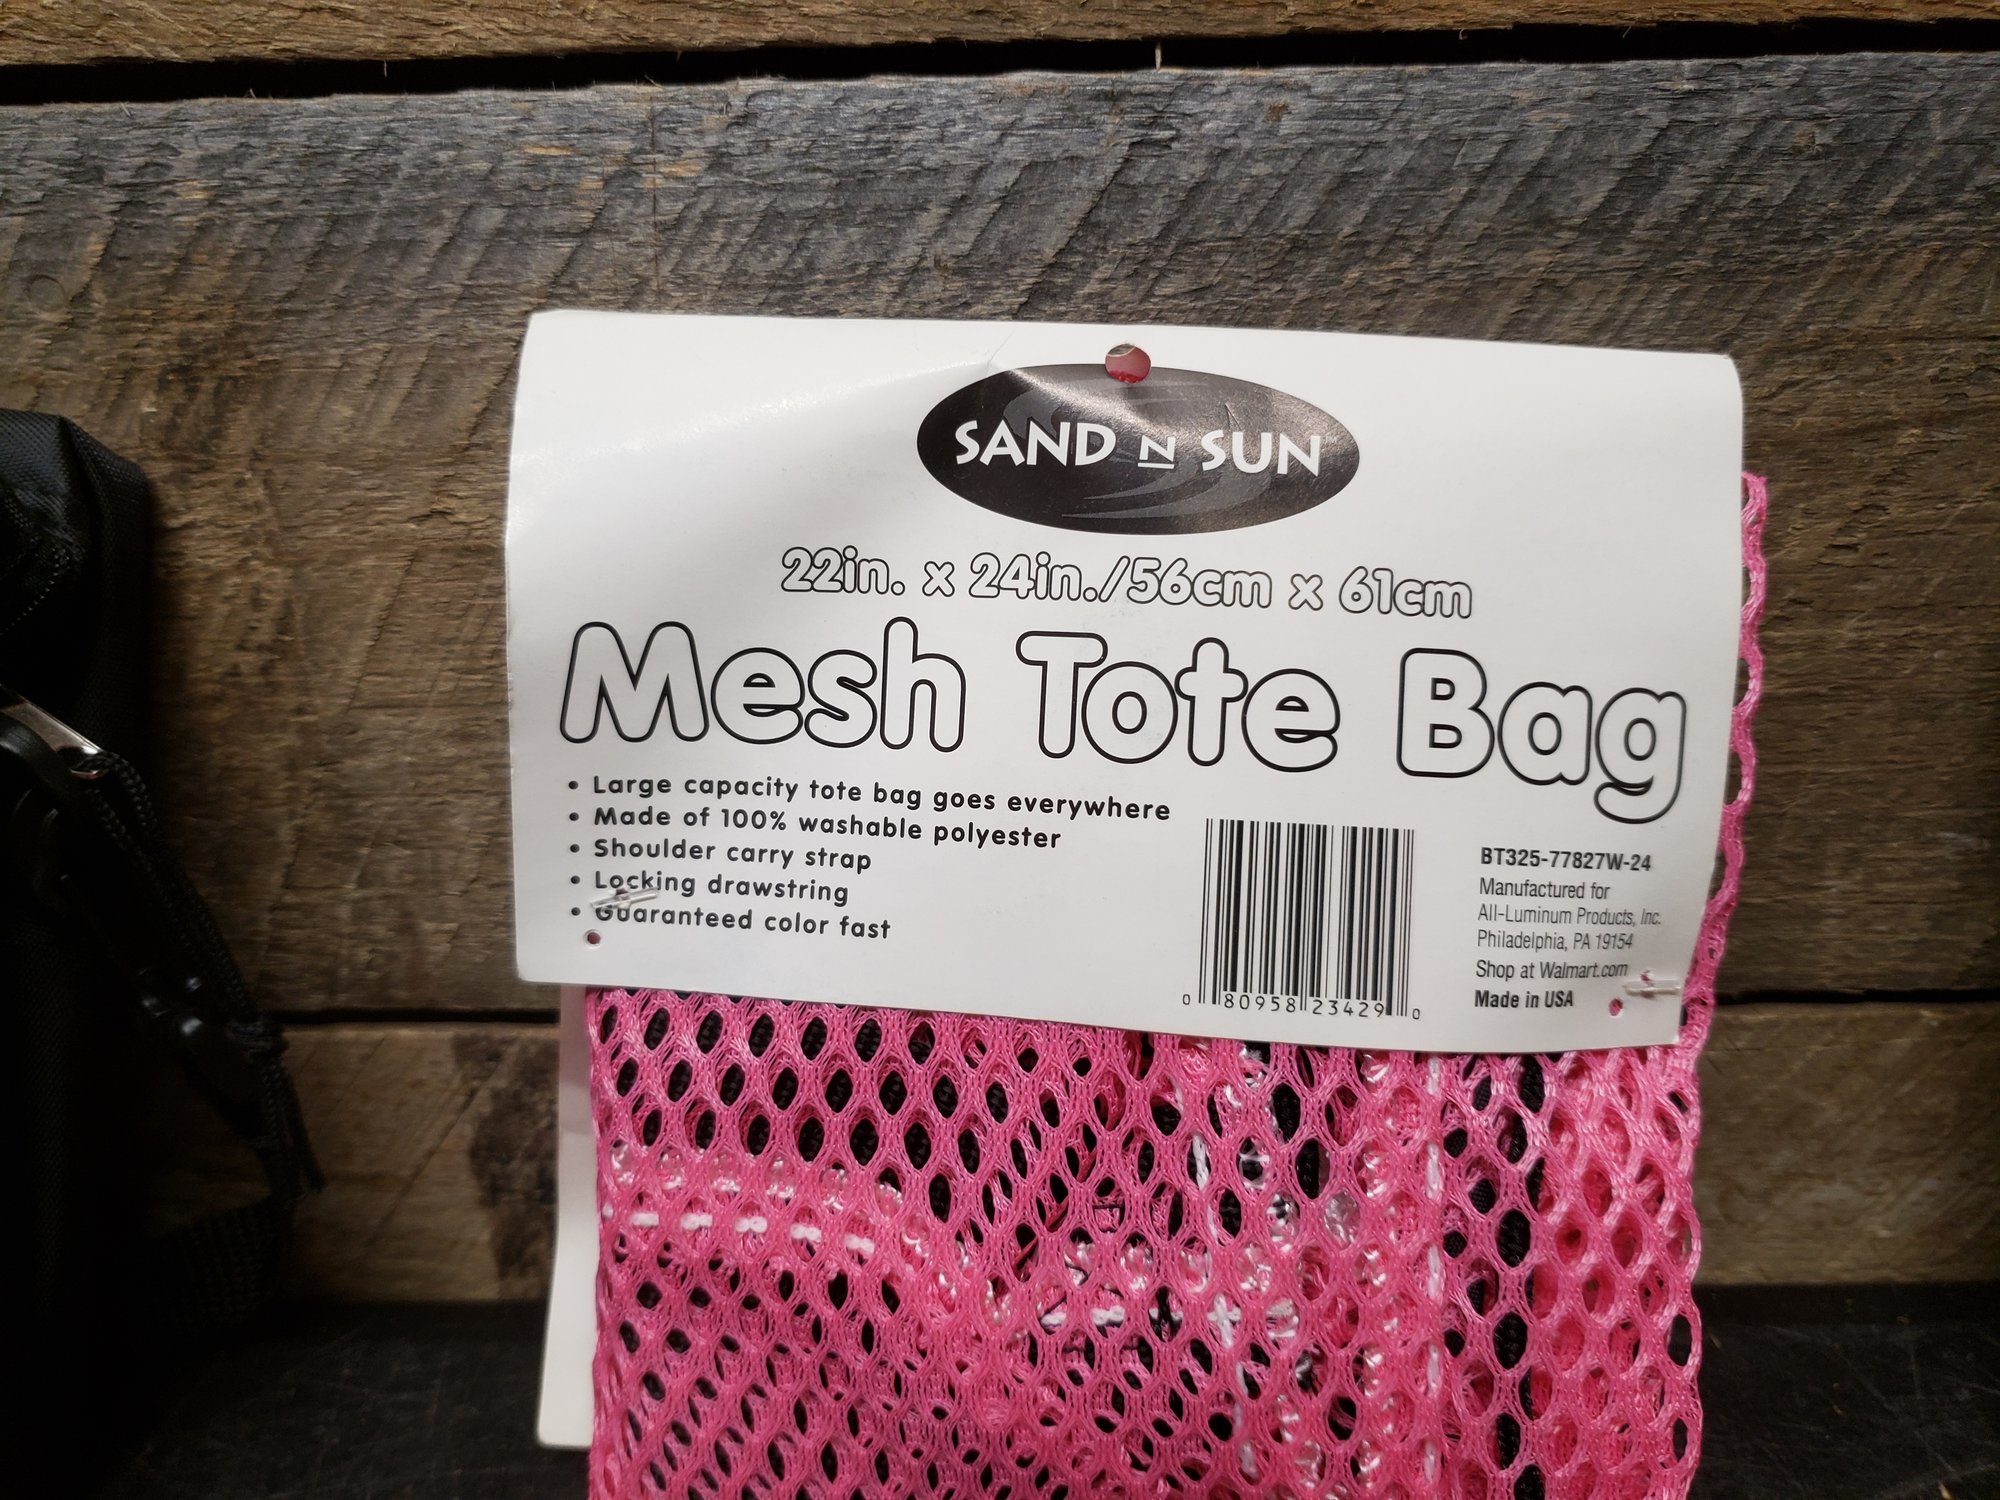 SAND N SUN™
22in. x 24in./56cm x 61cm
Mesh Tote Bag
• Large capacity tote bag goes everywhere
• Made of 100% washable polyester
• Shoulder carry strap
• Locking drawstring
• Guaranteed color fast
0 80958 23429 0
BT325-77827W-24
Manufactured for
All-Luminum Products, Inc.
Philadelphia, PA 19154
Shop at Walmart.com
Made in USA